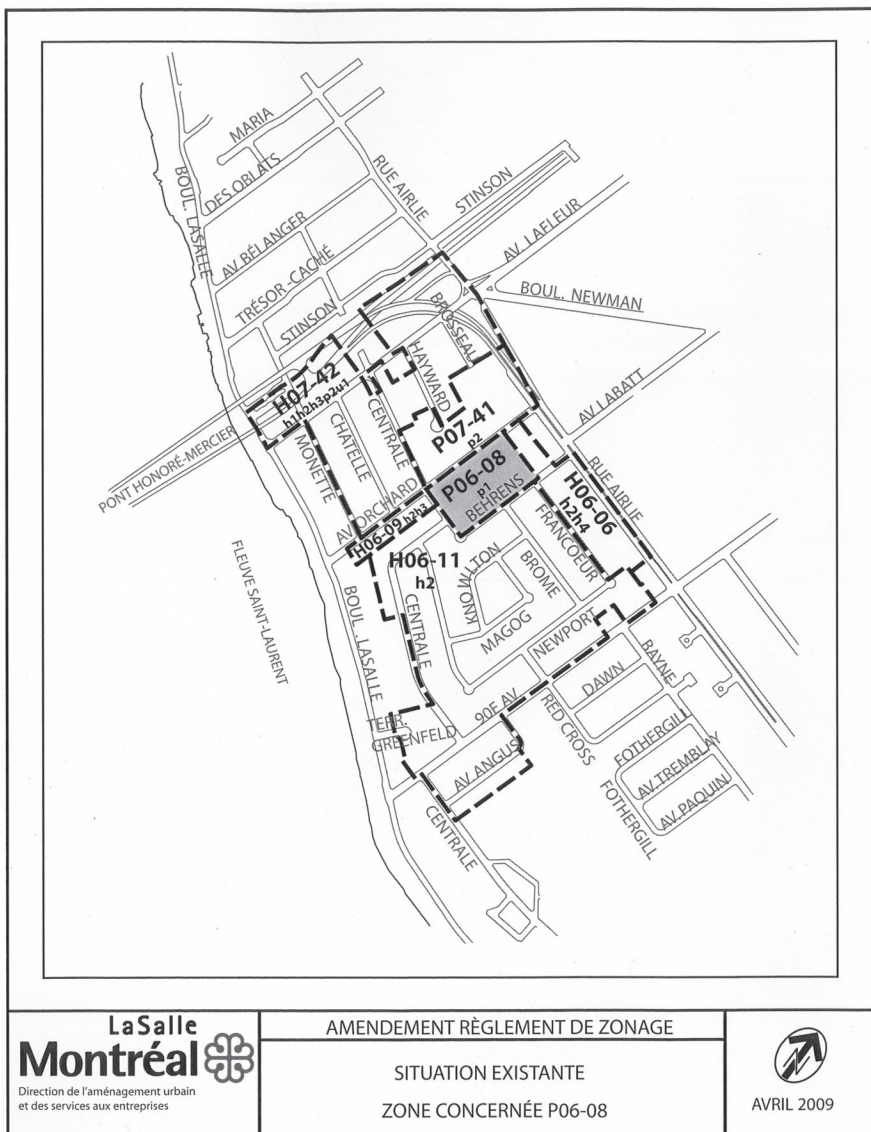 MARIA
DES OBLATS
BOUL. LASALLE
RUE AIRLIE
STINSON
AV BÉLANGER
AV. LAFLEUR
TRÉSOR-CACHÉ
BOUL. NEWMAN
STINSON
BROSSEAU
HAYWARD
H07-42
h1h2h3p2u1
CENTRALE
CHATELLE
MONETTE
P07-41
p2
AV LABATT
PONT HONORÉ-MERCIER
P06-08
p1
BEHRENS
RUE AIRLIE
H06-06
h2h4
AV ORCHARD
H06-09 h2h3
H06-11
h2
FRANCOEUR
KNOWLTON
BROME
FLEUVE SAINT-LAURENT
BOUL. LASALLE
CENTRALE
MAGOG
NEWPORT
BAYNE
DAWN
90E AV
RED CROSS
TERR.
GREENFELD
FOTHERGILL
AV. ANGUS
AV. TREMBLAY
AV. PAQUIN
FOTHERGILL
CENTRALE
LaSalle
Montréal
Direction de l'aménagement urbain
et des services aux entreprises
AMENDEMENT RÈGLEMENT DE ZONAGE
SITUATION EXISTANTE
ZONE CONCERNÉE P06-08
AVRIL 2009